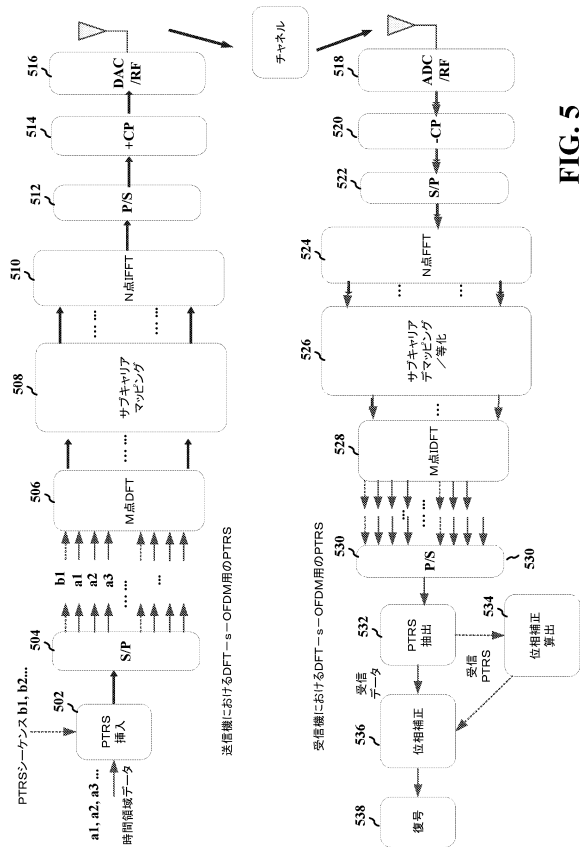 PTRSシーケンス b1, b2...
a1, a2, a3 ...
時間領域データ
502
PTRS
挿入
504
S/P
b1
a1
a2
a3
... ...
...
506
M点DFT
......
508
サブキャリア
マッピング
......
......
510
N点IFFT
512
P/S
514
+CP
516
DAC
/RF
送信機におけるDFT-s-OFDM用のPTRS
チャネル
518
ADC
/RF
520
-CP
522
S/P
524
N点FFT
......
......
526
サブキャリア
デマッピング
/等化
...
...
528
M点IDFT
...
......
...
530
P/S
530
532
PTRS
抽出
受信
データ
受信
PTRS
534
位相補正
算出
536
位相補正
538
復号
受信機におけるDFT-s-OFDM用のPTRS
FIG. 5